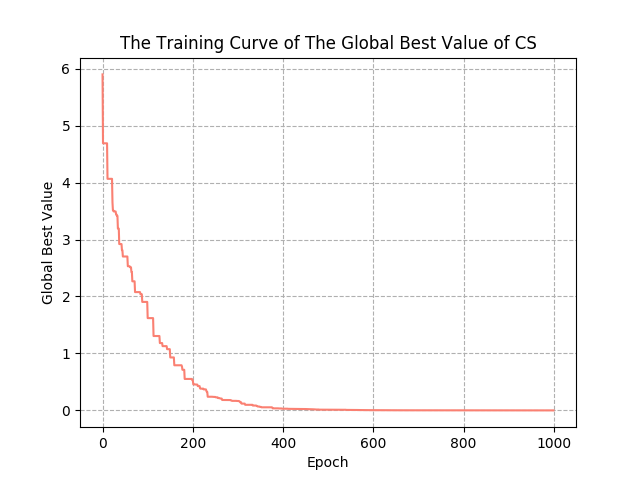 The Training Curve of The Global Best Value of CS
6
5
4
3
2
1
0
Global Best Value
0 200 400 600 800 1000
Epoch